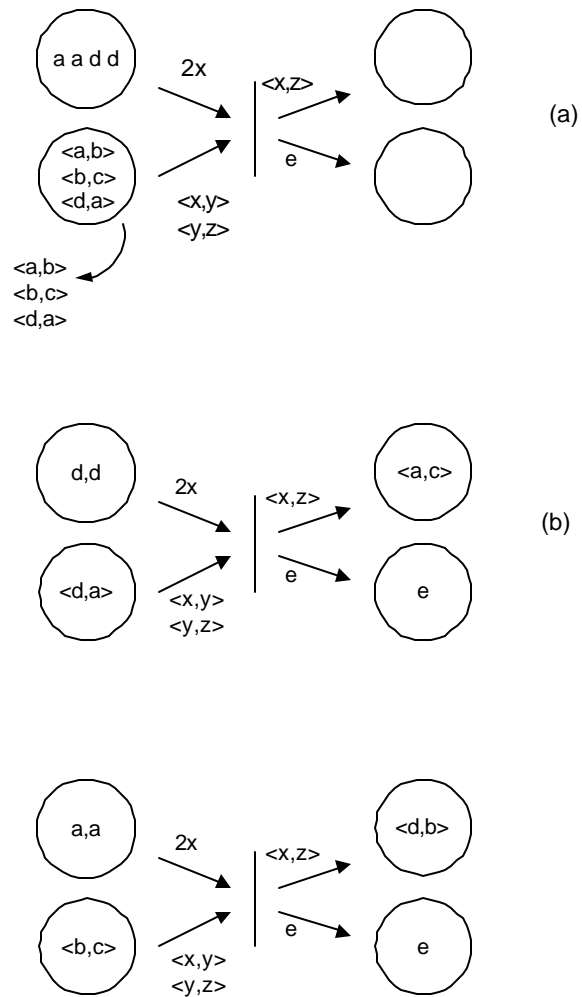 a a d d
2x
<x,z>
(a)
<a,b>
<b,c>
<d,a>
e
<x,y>
<y,z>
<a,b>
<b,c>
<d,a>
d,d
2x
<x,z>
<a,c>
(b)
<d,a>
<x,y>
<y,z>
e
e
a,a
2x
<x,z>
<d,b>
<b,c>
<x,y>
<y,z>
e
e